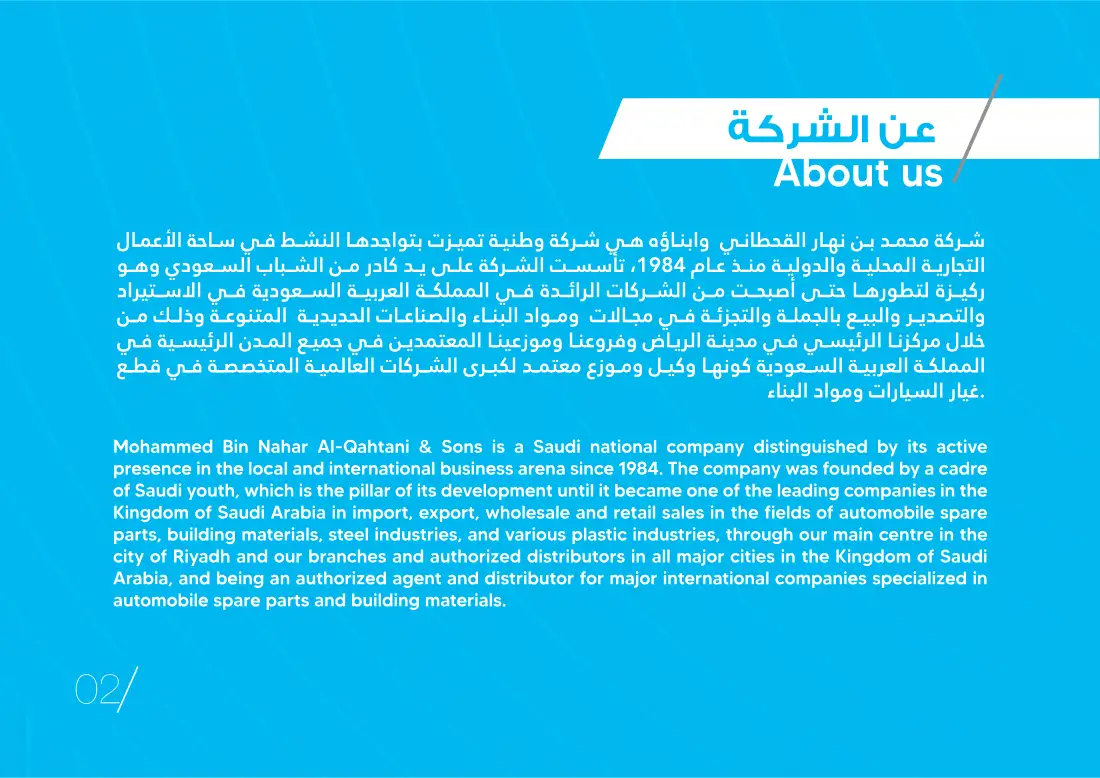 عن الشركة
About us
شركة محمد بن نهار القحطاني وابناؤه هي شركة وطنية تميزت بتواجدها النشط في ساحة الأعمال
التجارية المحلية والدولية منذ عام 1984، تأسست الشركة على يد كادر من الشباب السعودي وهو
ركيزة لتطورها حتى أصبحت من الشركات الرائدة في المملكة العربية السعودية في الاستيراد
والتصدير والبيع بالجملة والتجزئة في مجالات ومواد البناء والصناعات الحديدية المتنوعة وذلك من
خلال مركزنا الرئيسي في مدينة الرياض وفروعنا وموزعينا المعتمدين في جميع المدن الرئيسية في
المملكة العربية السعودية كونها وكيل وموزع معتمد لكبرى الشركات العالمية المتخصصة في قطع
.غيار السيارات ومواد البناء
Mohammed Bin Nahar Al-Qahtani & Sons is a Saudi national company distinguished by its active
presence in the local and international business arena since 1984. The company was founded by a cadre
of Saudi youth, which is the pillar of its development until it became one of the leading companies in the
Kingdom of Saudi Arabia in import, export, wholesale and retail sales in the fields of automobile spare
parts, building materials, steel industries, and various plastic industries, through our main centre in the
city of Riyadh and our branches and authorized distributors in all major cities in the Kingdom of Saudi
Arabia, and being an authorized agent and distributor for major international companies specialized in
automobile spare parts and building materials.
02/